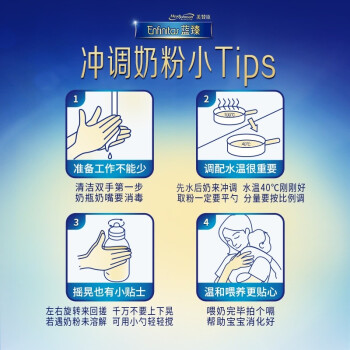 MeadJohnson 美赞臣
Enfinitas 蓝臻
冲调奶粉小Tips
1
准备工作不能少
清洁双手第一步
奶瓶奶嘴要消毒
2
100℃
40℃
调配水温很重要
先水后奶来冲调 水温40℃刚刚好
取粉一定要平勺 分量要按比例调
3
摇晃也有小贴士
左右旋转来回搓 千万不要上下晃
若遇奶粉未溶解 可用小勺轻轻搅
4
温和喂养更贴心
喂奶完毕拍个嗝
帮助宝宝消化好